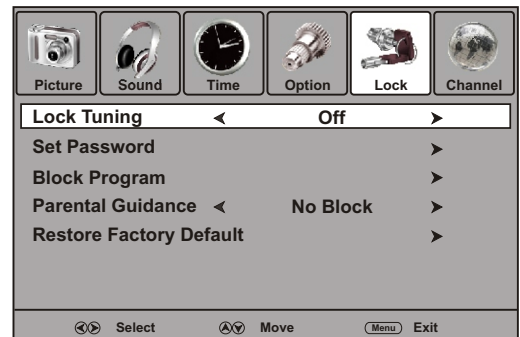 Picture Sound Time Option Lock Channel
Lock Tuning Off
Set Password
Block Program
Parental Guidance No Block
Restore Factory Default
Select Move Menu Exit